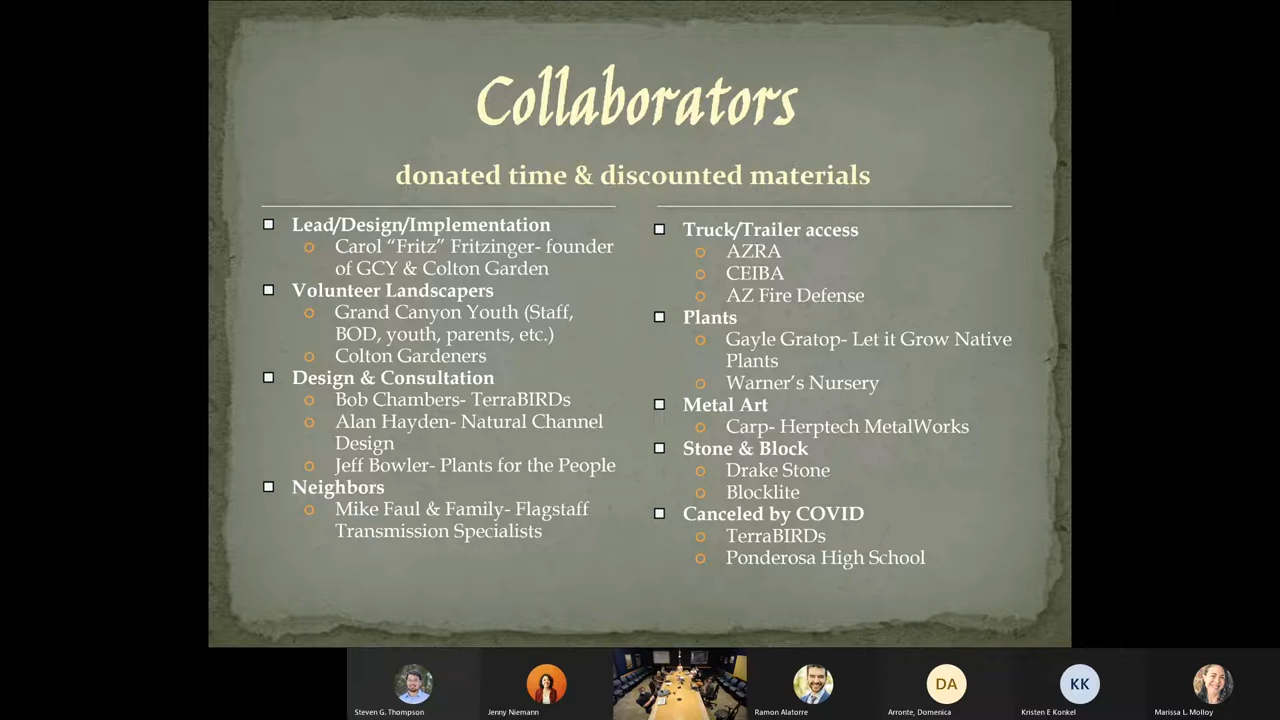 Collaborators
donated time & discounted materials
Lead/Design/Implementation
Carol “Fritz” Fritzinger- founder
of GCY & Colton Garden
Volunteer Landscapers
Grand Canyon Youth (Staff,
BOD, youth, parents, etc.)
Colton Gardeners
Design & Consultation
Bob Chambers- TerraBIRDs
Alan Hayden- Natural Channel
Design
Jeff Bowler- Plants for the People
Neighbors
Mike Faul & Family- Flagstaff
Transmission Specialists
Truck/Trailer access
AZRA
CEIBA
AZ Fire Defense
Plants
Gayle Gratop- Let it Grow Native
Plants
Warner’s Nursery
Metal Art
Carp- Herptech MetalWorks
Stone & Block
Drake Stone
Blocklite
Canceled by COVID
TerraBIRDs
Ponderosa High School
DA
KK
Steven G. Thompson
Jenny Niemann
Ramon Alatorre
Arronte, Domenica
Kristen E Konkel
Marissa L. Molloy